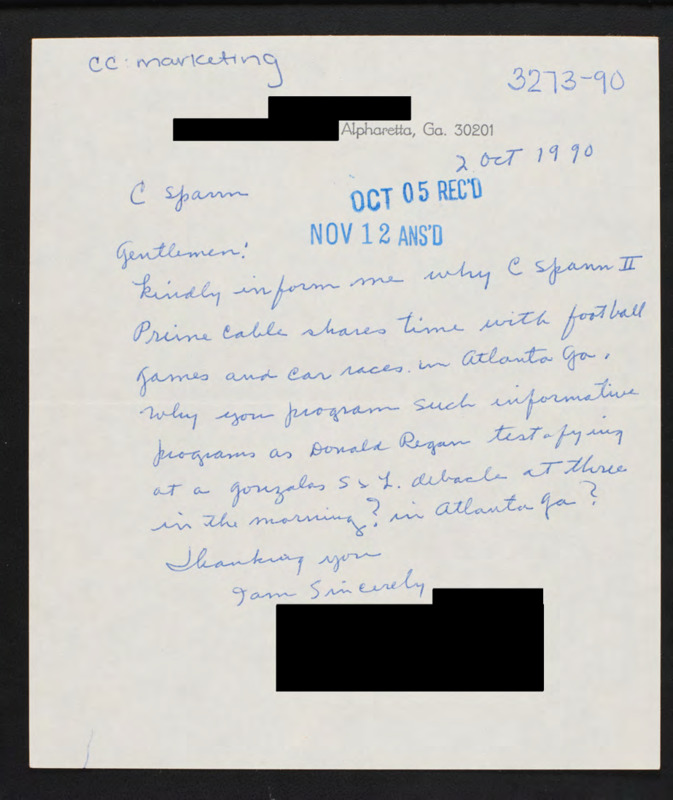 cc: marketing
3273-90
Alpharetta, Ga. 30201
2 Oct 1990
C Spann
OCT 05 REC'D
NOV 12 ANS'D
Gentlemen:
Kindly inform me why C Spann II
Prime Cable shares time with football
games and car races. in Atlanta Ga.
Why you program such informative
programs as Donald Regan testafying
at a gonzalas S & L. debacle at three
in the morning? in Atlanta Ga?
Thanking you
I am Sincerely